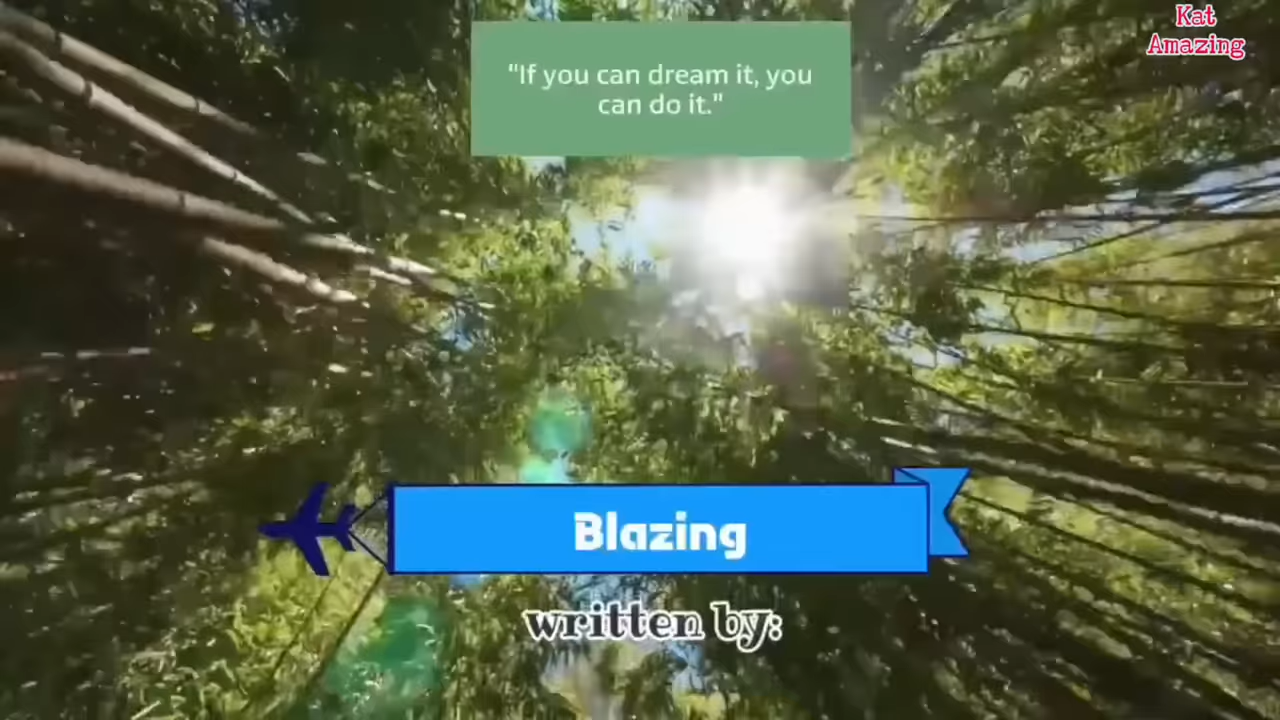 Kat
Amazing
"If you can dream it, you
can do it."
Blazing
written by: